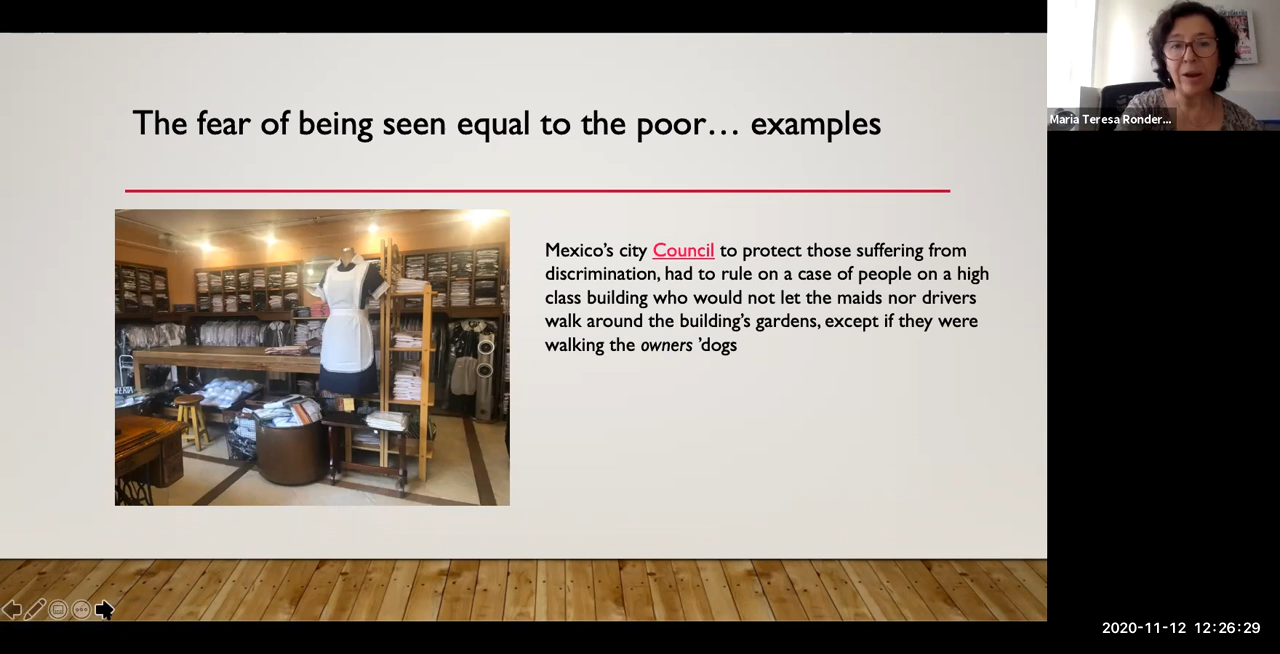 The fear of being seen equal to the poor… examples
Mexico’s city Council to protect those suffering from
discrimination, had to rule on a case of people on a high
class building who would not let the maids nor drivers
walk around the building’s gardens, except if they were
walking the owners ’dogs
Maria Teresa Ronder...
2020-11-12 12:26:29